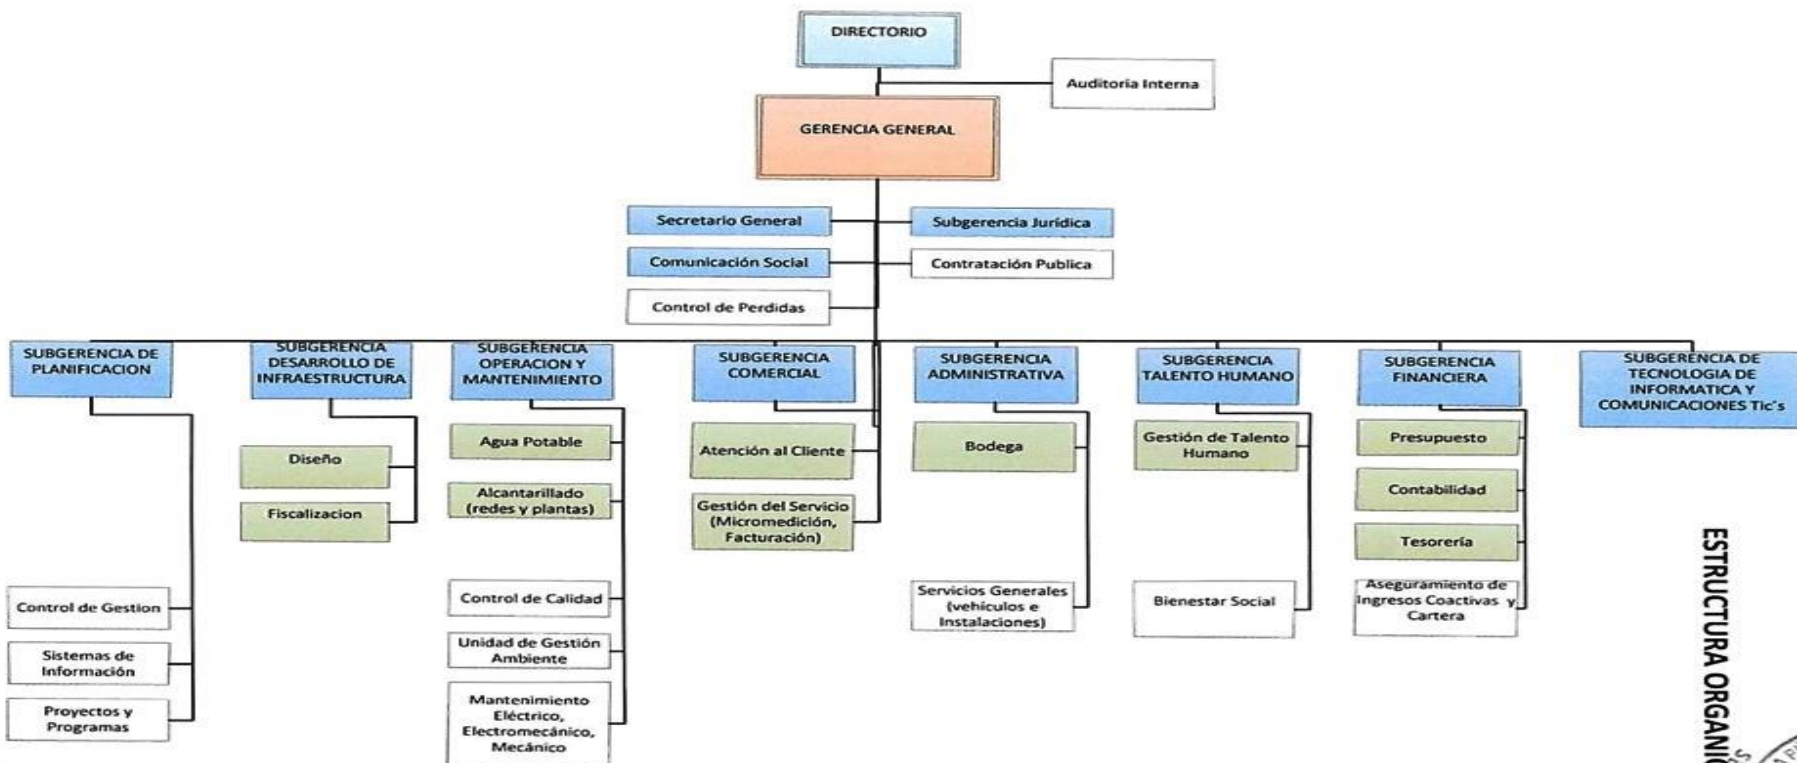 DIRECTORIO
Auditoría Interna
GERENCIA GENERAL
Secretario General
Subgerencia Jurídica
Comunicación Social
Contratación Publica
Control de Perdidas
SUBGERENCIA DE
PLANIFICACION
Control de Gestion
Sistemas de
Información
Proyectos y
Programas
SUBGERENCIA
DESARROLLO DE
INFRAESTRUCTURA
Diseño
Fiscalizacion
SUBGERENCIA
OPERACION Y
MANTENIMIENTO
Agua Potable
Alcantarillado
(redes y plantas)
Control de Calidad
Unidad de Gestión
Ambiente
Mantenimiento
Eléctrico,
Electromecánico,
Mecánico
SUBGERENCIA
COMERCIAL
Atención al Cliente
Gestión del Servicio
(Micromedición,
Facturación)
SUBGERENCIA
ADMINISTRATIVA
Bodega
Servicios Generales
(vehículos e
Instalaciones)
SUBGERENCIA
TALENTO HUMANO
Gestión de Talento
Humano
Bienestar Social
SUBGERENCIA
FINANCIERA
Presupuesto
Contabilidad
Tesorería
Aseguramiento de
Ingresos Coactivas y
Cartera
SUBGERENCIA DE
TECNOLOGIA DE
INFORMATICA Y
COMUNICACIONES Tic's
ESTRUCTURA